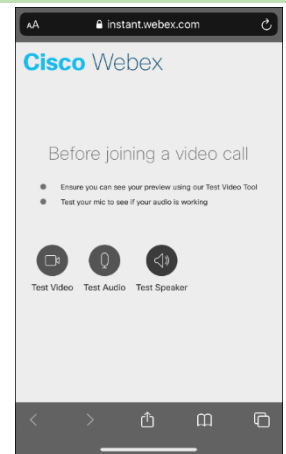 AA instant.webex.com
Cisco Webex
Before joining a video call
Ensure you can see your preview using our Test Video Tool
Test your mic to see if your audio is working
Test Video Test Audio Test Speaker